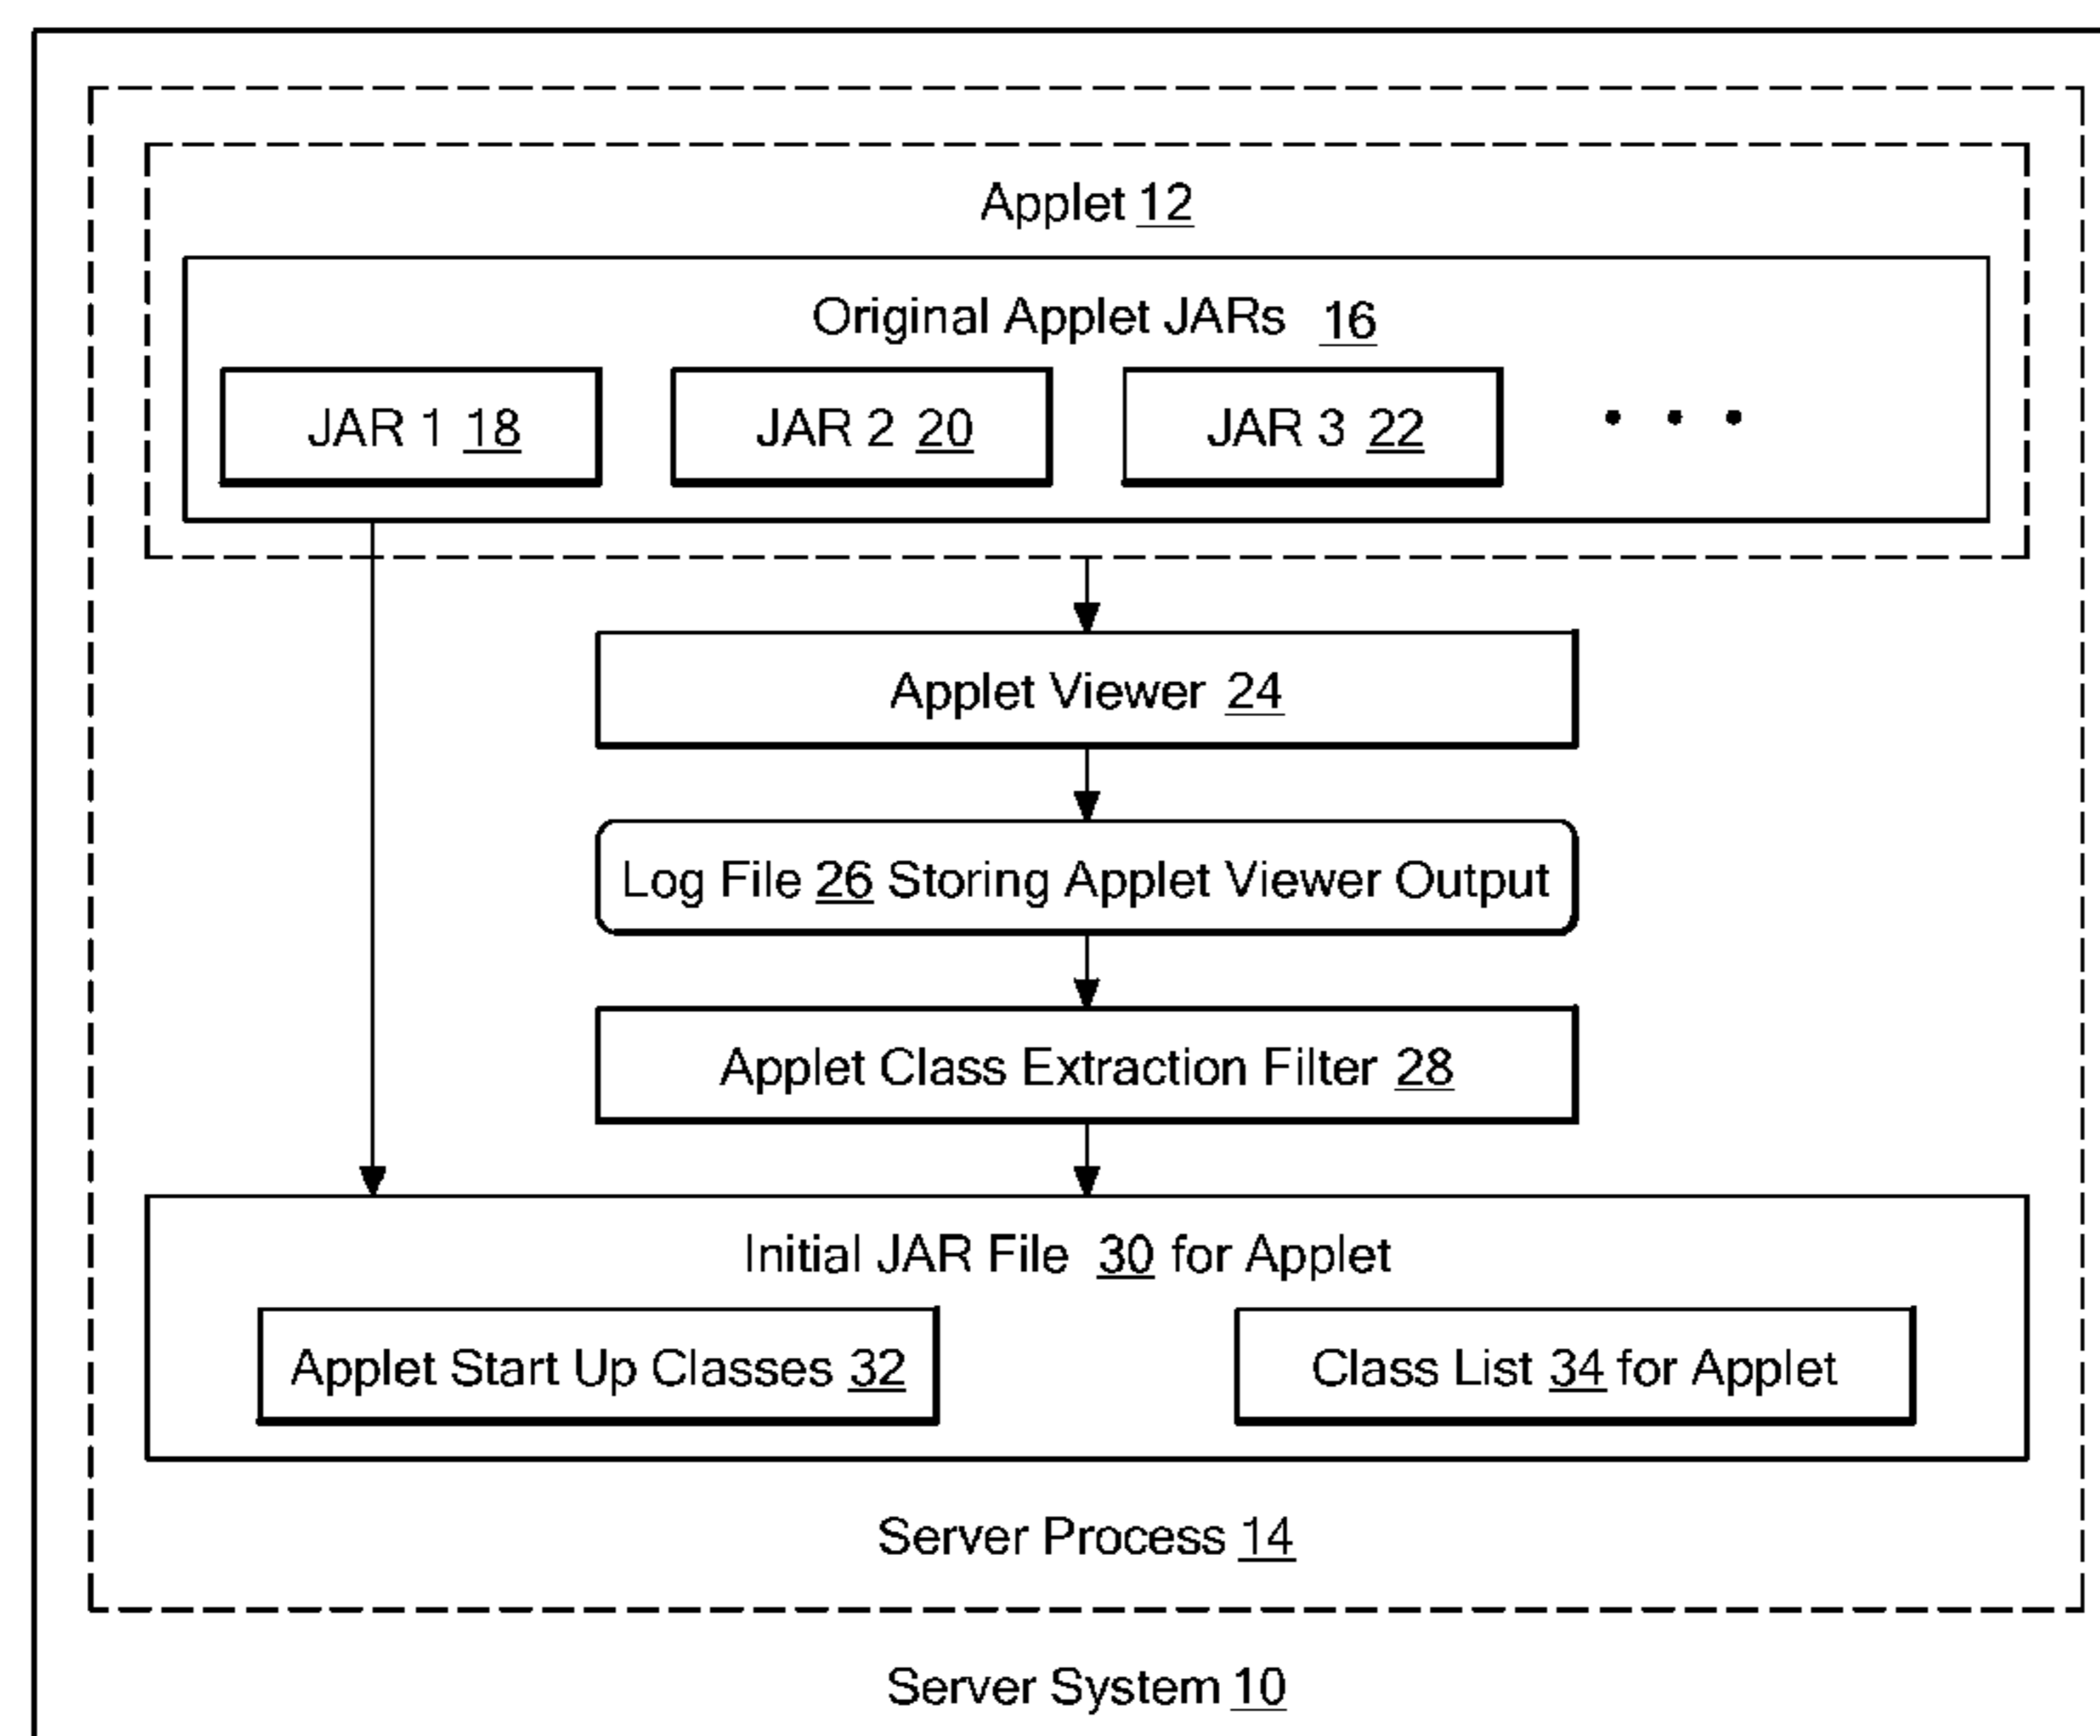 Applet 12
Original Applet JARs 16
JAR 1 18
JAR 2 20
JAR 3 22
• • •
Applet Viewer 24
Log File 26 Storing Applet Viewer Output
Applet Class Extraction Filter 28
Initial JAR File 30 for Applet
Applet Start Up Classes 32
Class List 34 for Applet
Server Process 14
Server System 10